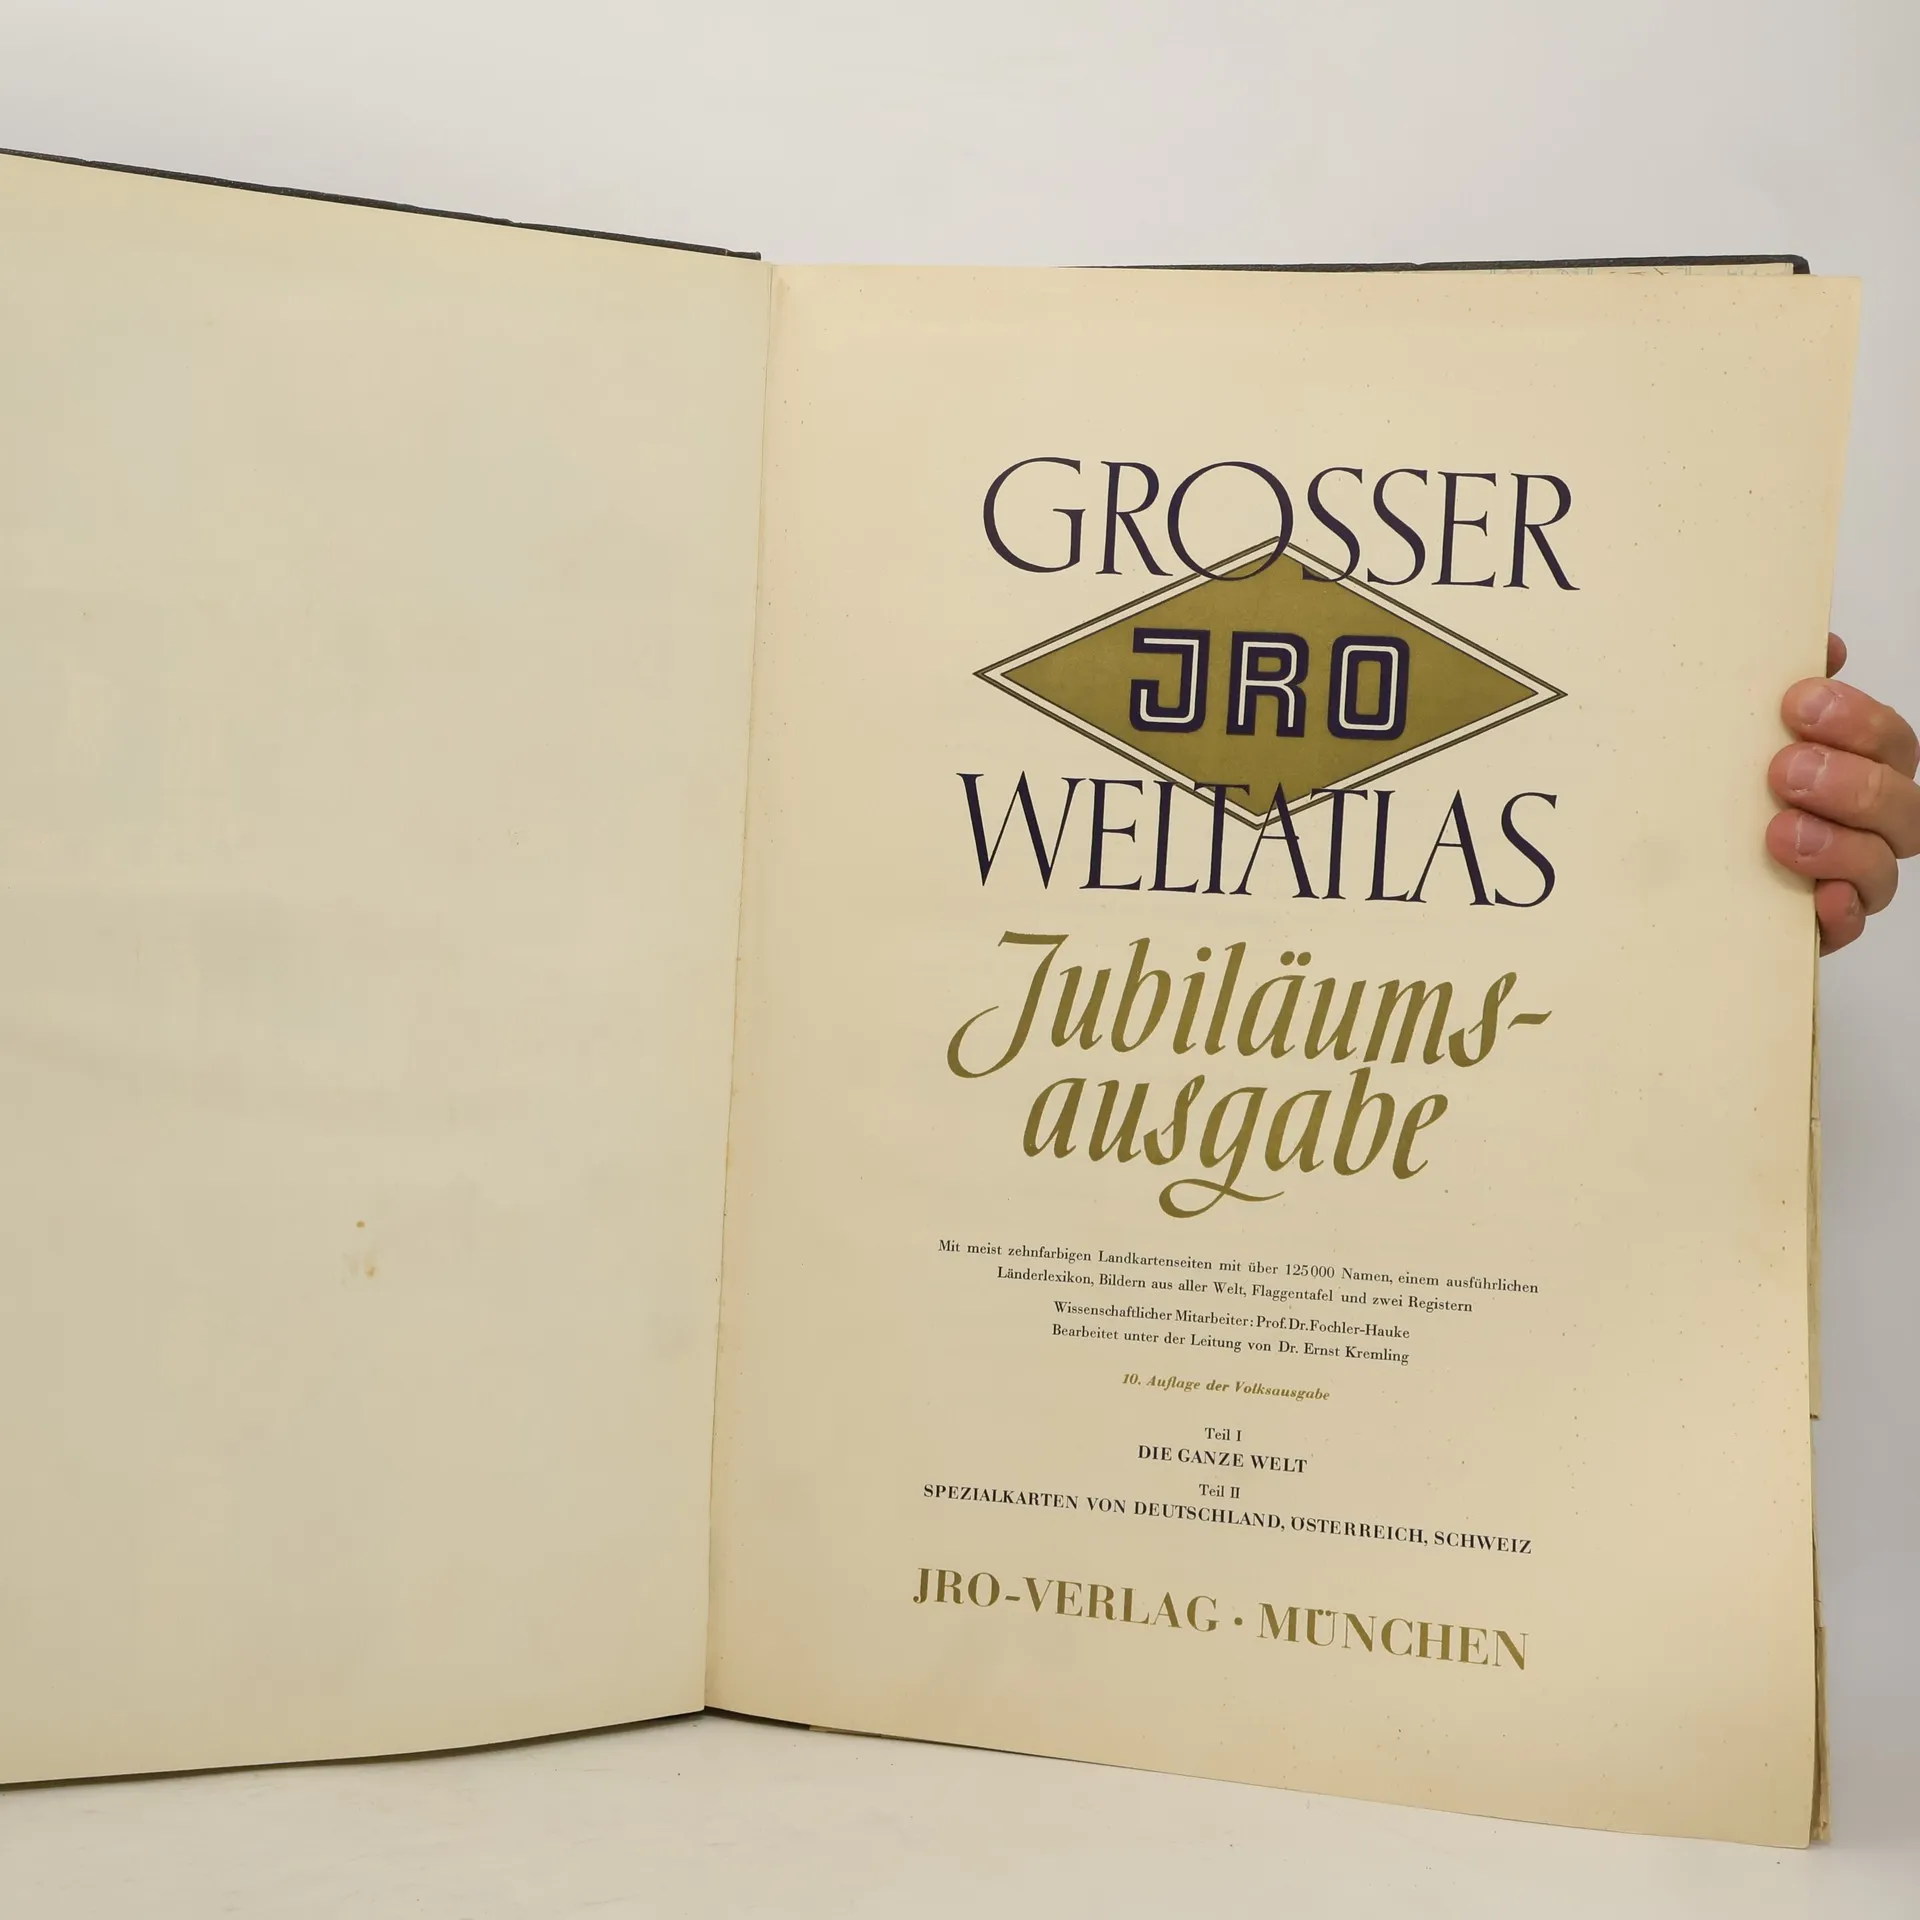 GROSSER
JRO
WELTATLAS
Jubiläums-
ausgabe
Mit meist zehnfarbigen Landkartenseiten mit über 125000 Namen, einem ausführlichen
Länderlexikon, Bildern aus aller Welt, Flaggentafel und zwei Registern
Wissenschaftlicher Mitarbeiter: Prof. Dr. Fochler-Hauke
Bearbeitet unter der Leitung von Dr. Ernst Kremling
10. Auflage der Volksausgabe
Teil I
DIE GANZE WELT
Teil II
SPEZIALKARTEN VON DEUTSCHLAND, ÖSTERREICH, SCHWEIZ
JRO-VERLAG · MÜNCHEN